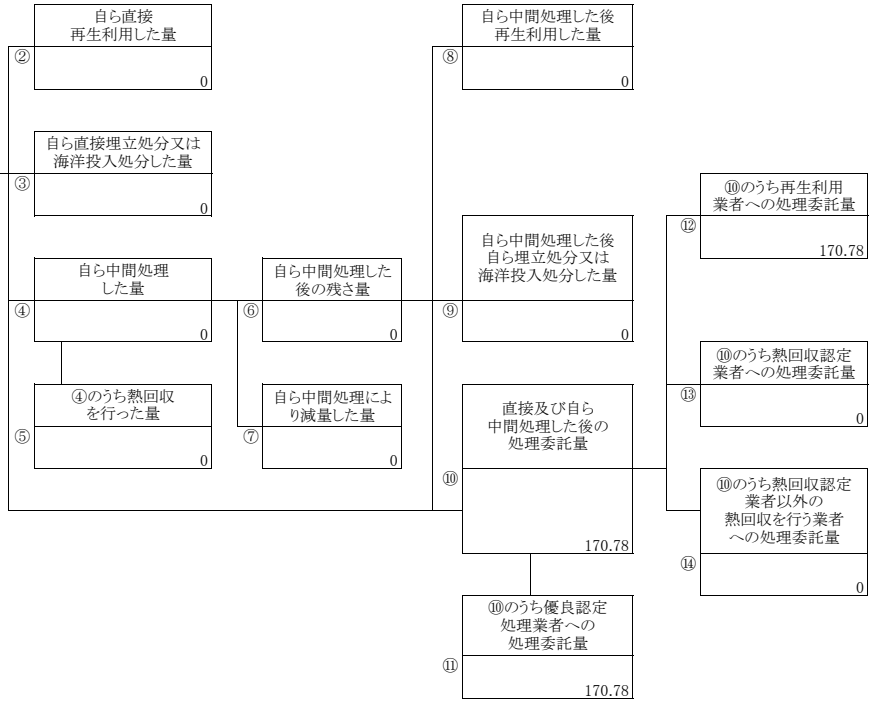 自ら直接
再生利用した量
②
0
自ら直接埋立処分又は
海洋投入処分した量
③
0
自ら中間処理
した量
④
0
④のうち熱回収
を行った量
⑤
0
自ら中間処理した
後の残さ量
⑥
0
自ら中間処理によ
り減量した量
⑦
0
自ら中間処理した後
再生利用した量
⑧
0
自ら中間処理した後
自ら埋立処分又は
海洋投入処分した量
⑨
0
直接及び自ら
中間処理した後の
処理委託量
⑩
170.78
⑩のうち優良認定
処理業者への
処理委託量
⑪
170.78
⑩のうち再生利用
業者への処理委託量
⑫
170.78
⑩のうち熱回収認定
業者への処理委託量
⑬
0
⑩のうち熱回収認定
業者以外の
熱回収を行う業者
への処理委託量
⑭
0